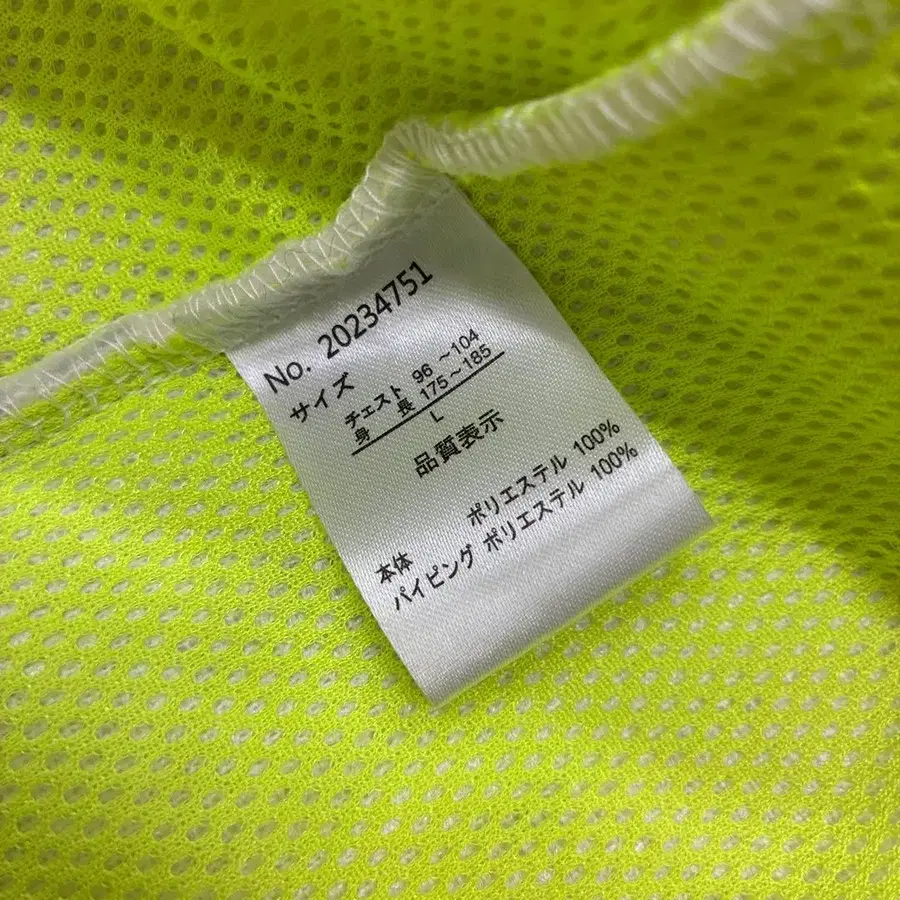 No. 20234751
サイズ
チェスト 96 ~104
身 長 175~185
L
品質表示
本体 ポリエステル 100%
パイピング ポリエステル 100%